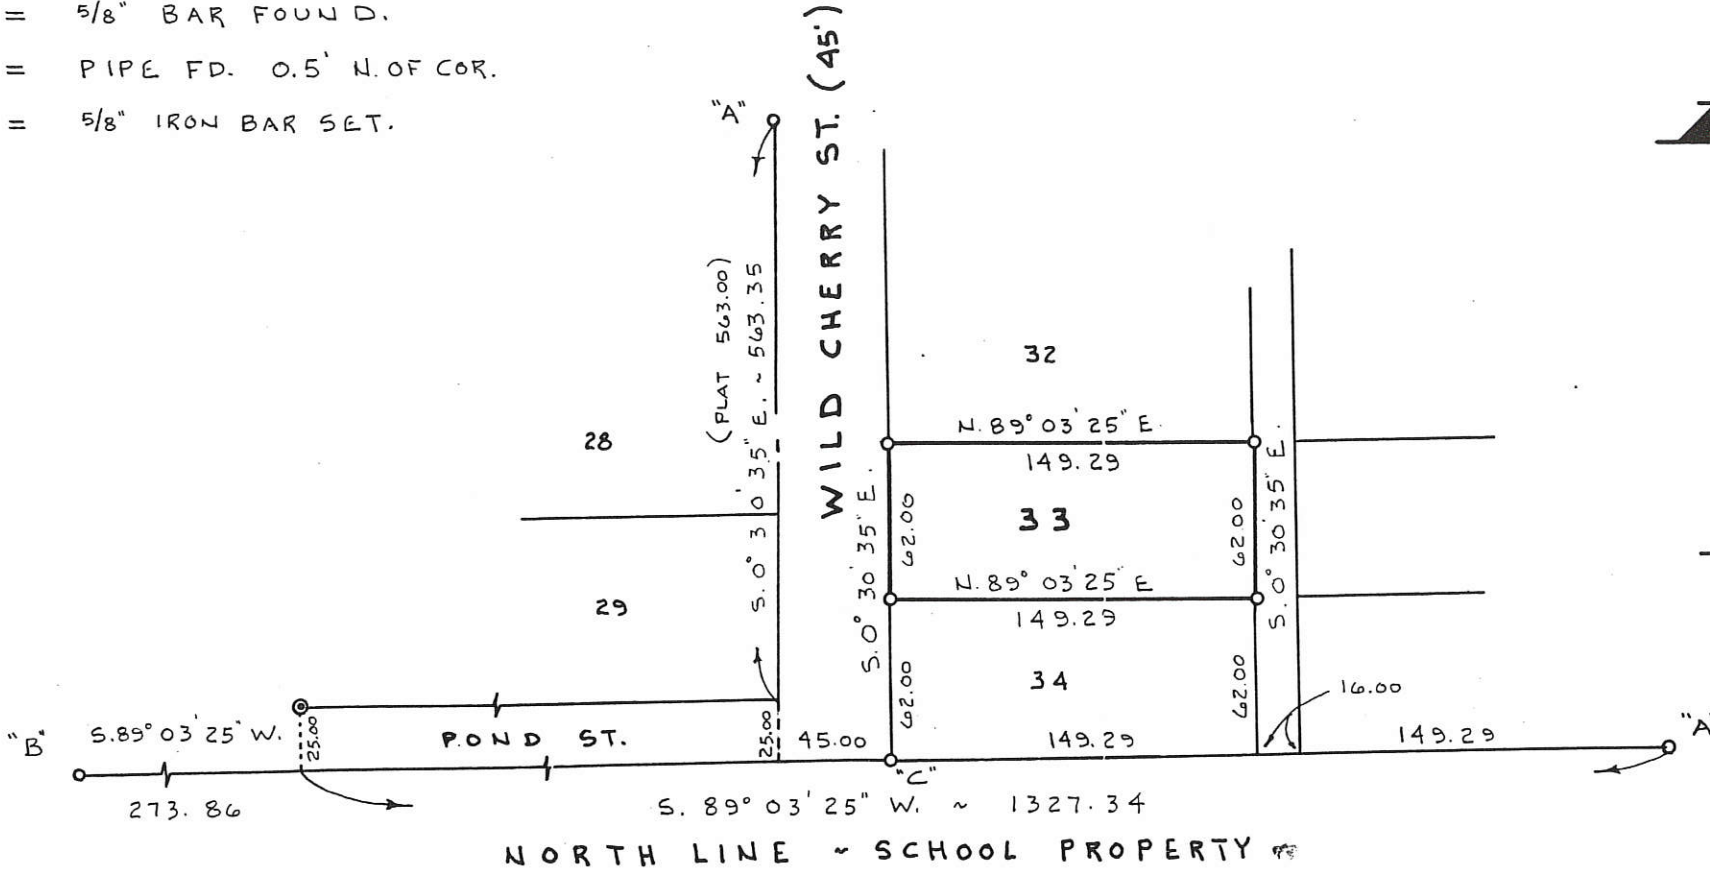 = 5/8" BAR FOUND.
= PIPE FD. 0.5' N. OF COR.
= 5/8" IRON BAR SET.
"A"
WILD CHERRY ST. (45')
(PLAT 563.00)
S. 0° 30' 35" E. ~ 563.35
32
28
N. 89° 03' 25" E.
149.29
S. 0° 30' 35" E.
62.00
33
62.00
S. 0° 30' 35" E.
29
N. 89° 03' 25" E
149.29
62.00
34
62.00
16.00
"B"
S. 89° 03' 25" W.
25.00
POND ST.
25.00
45.00
149.29
149.29
"A"
"C"
273.86
S. 89° 03' 25" W. ~ 1327.34
NORTH LINE ~ SCHOOL PROPERTY